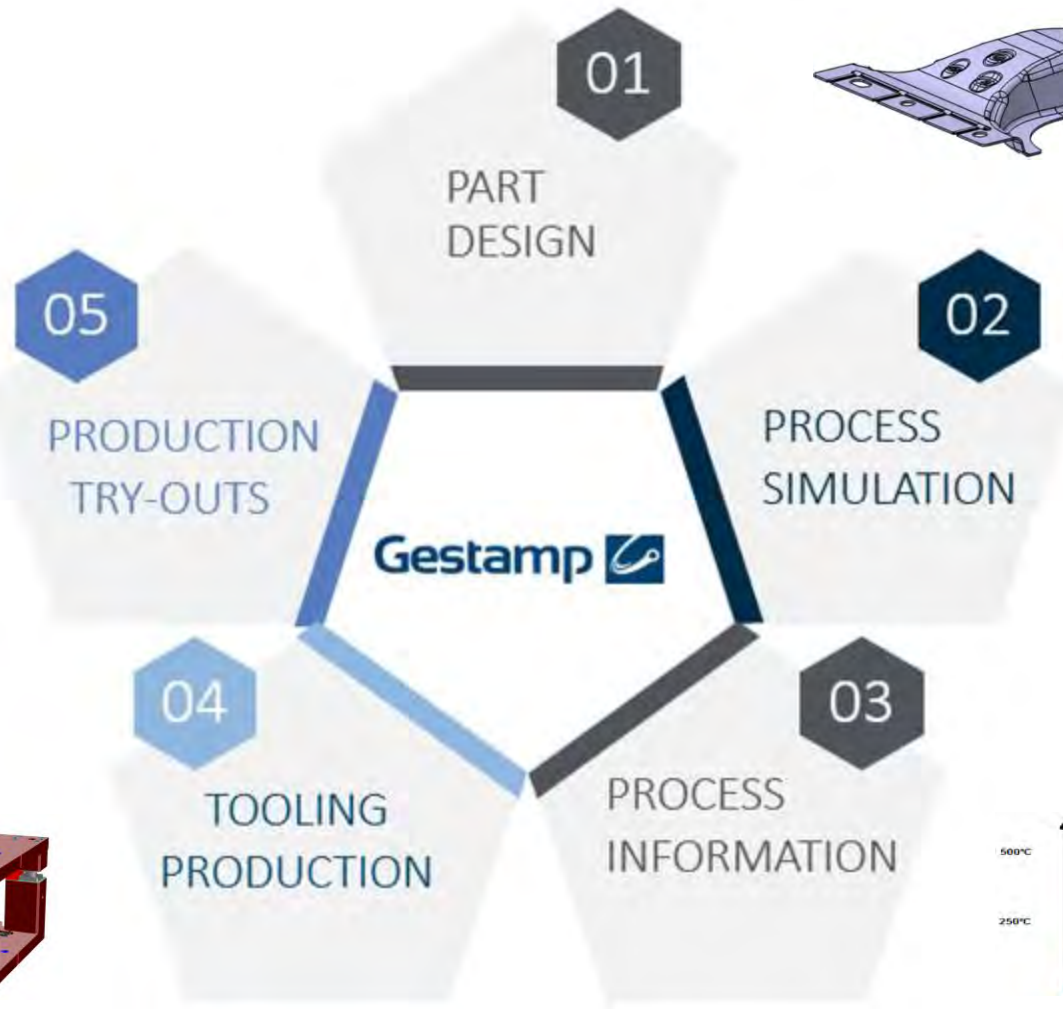 01
PART
DESIGN
02
PROCESS
SIMULATION
03
PROCESS
INFORMATION
04
TOOLING
PRODUCTION
05
PRODUCTION
TRY-OUTS
Gestamp
500°C
250°C